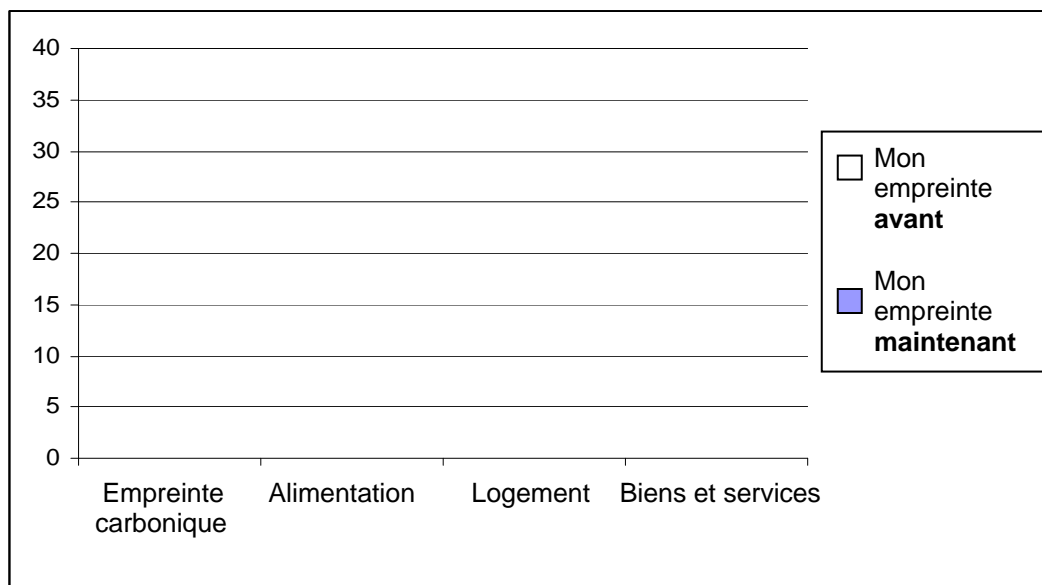 40
35
30
25
20
15
10
5
0
Empreinte
carbonique
Alimentation
Logement
Biens et services
Mon
empreinte
avant
Mon
empreinte
maintenant